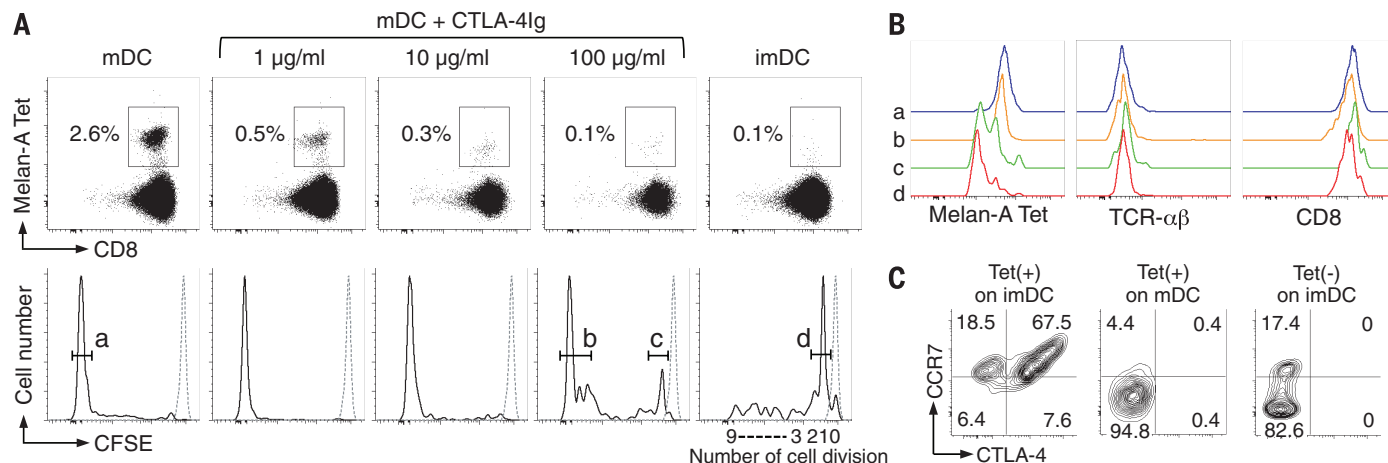 A
mDC + CTLA-4Ig
mDC
1 µg/ml
10 µg/ml
100 µg/ml
imDC
Melan-A Tet
2.6%
0.5%
0.3%
0.1%
0.1%
CD8
Cell number
a
b
c
d
CFSE
9------3 210
Number of cell division
B
a
b
c
d
Melan-A Tet
TCR-αβ
CD8
C
Tet(+)
on imDC
Tet(+)
on mDC
Tet(-)
on imDC
CCR7
18.5
67.5
6.4
7.6
4.4
0.4
94.8
0.4
17.4
0
82.6
0
CTLA-4